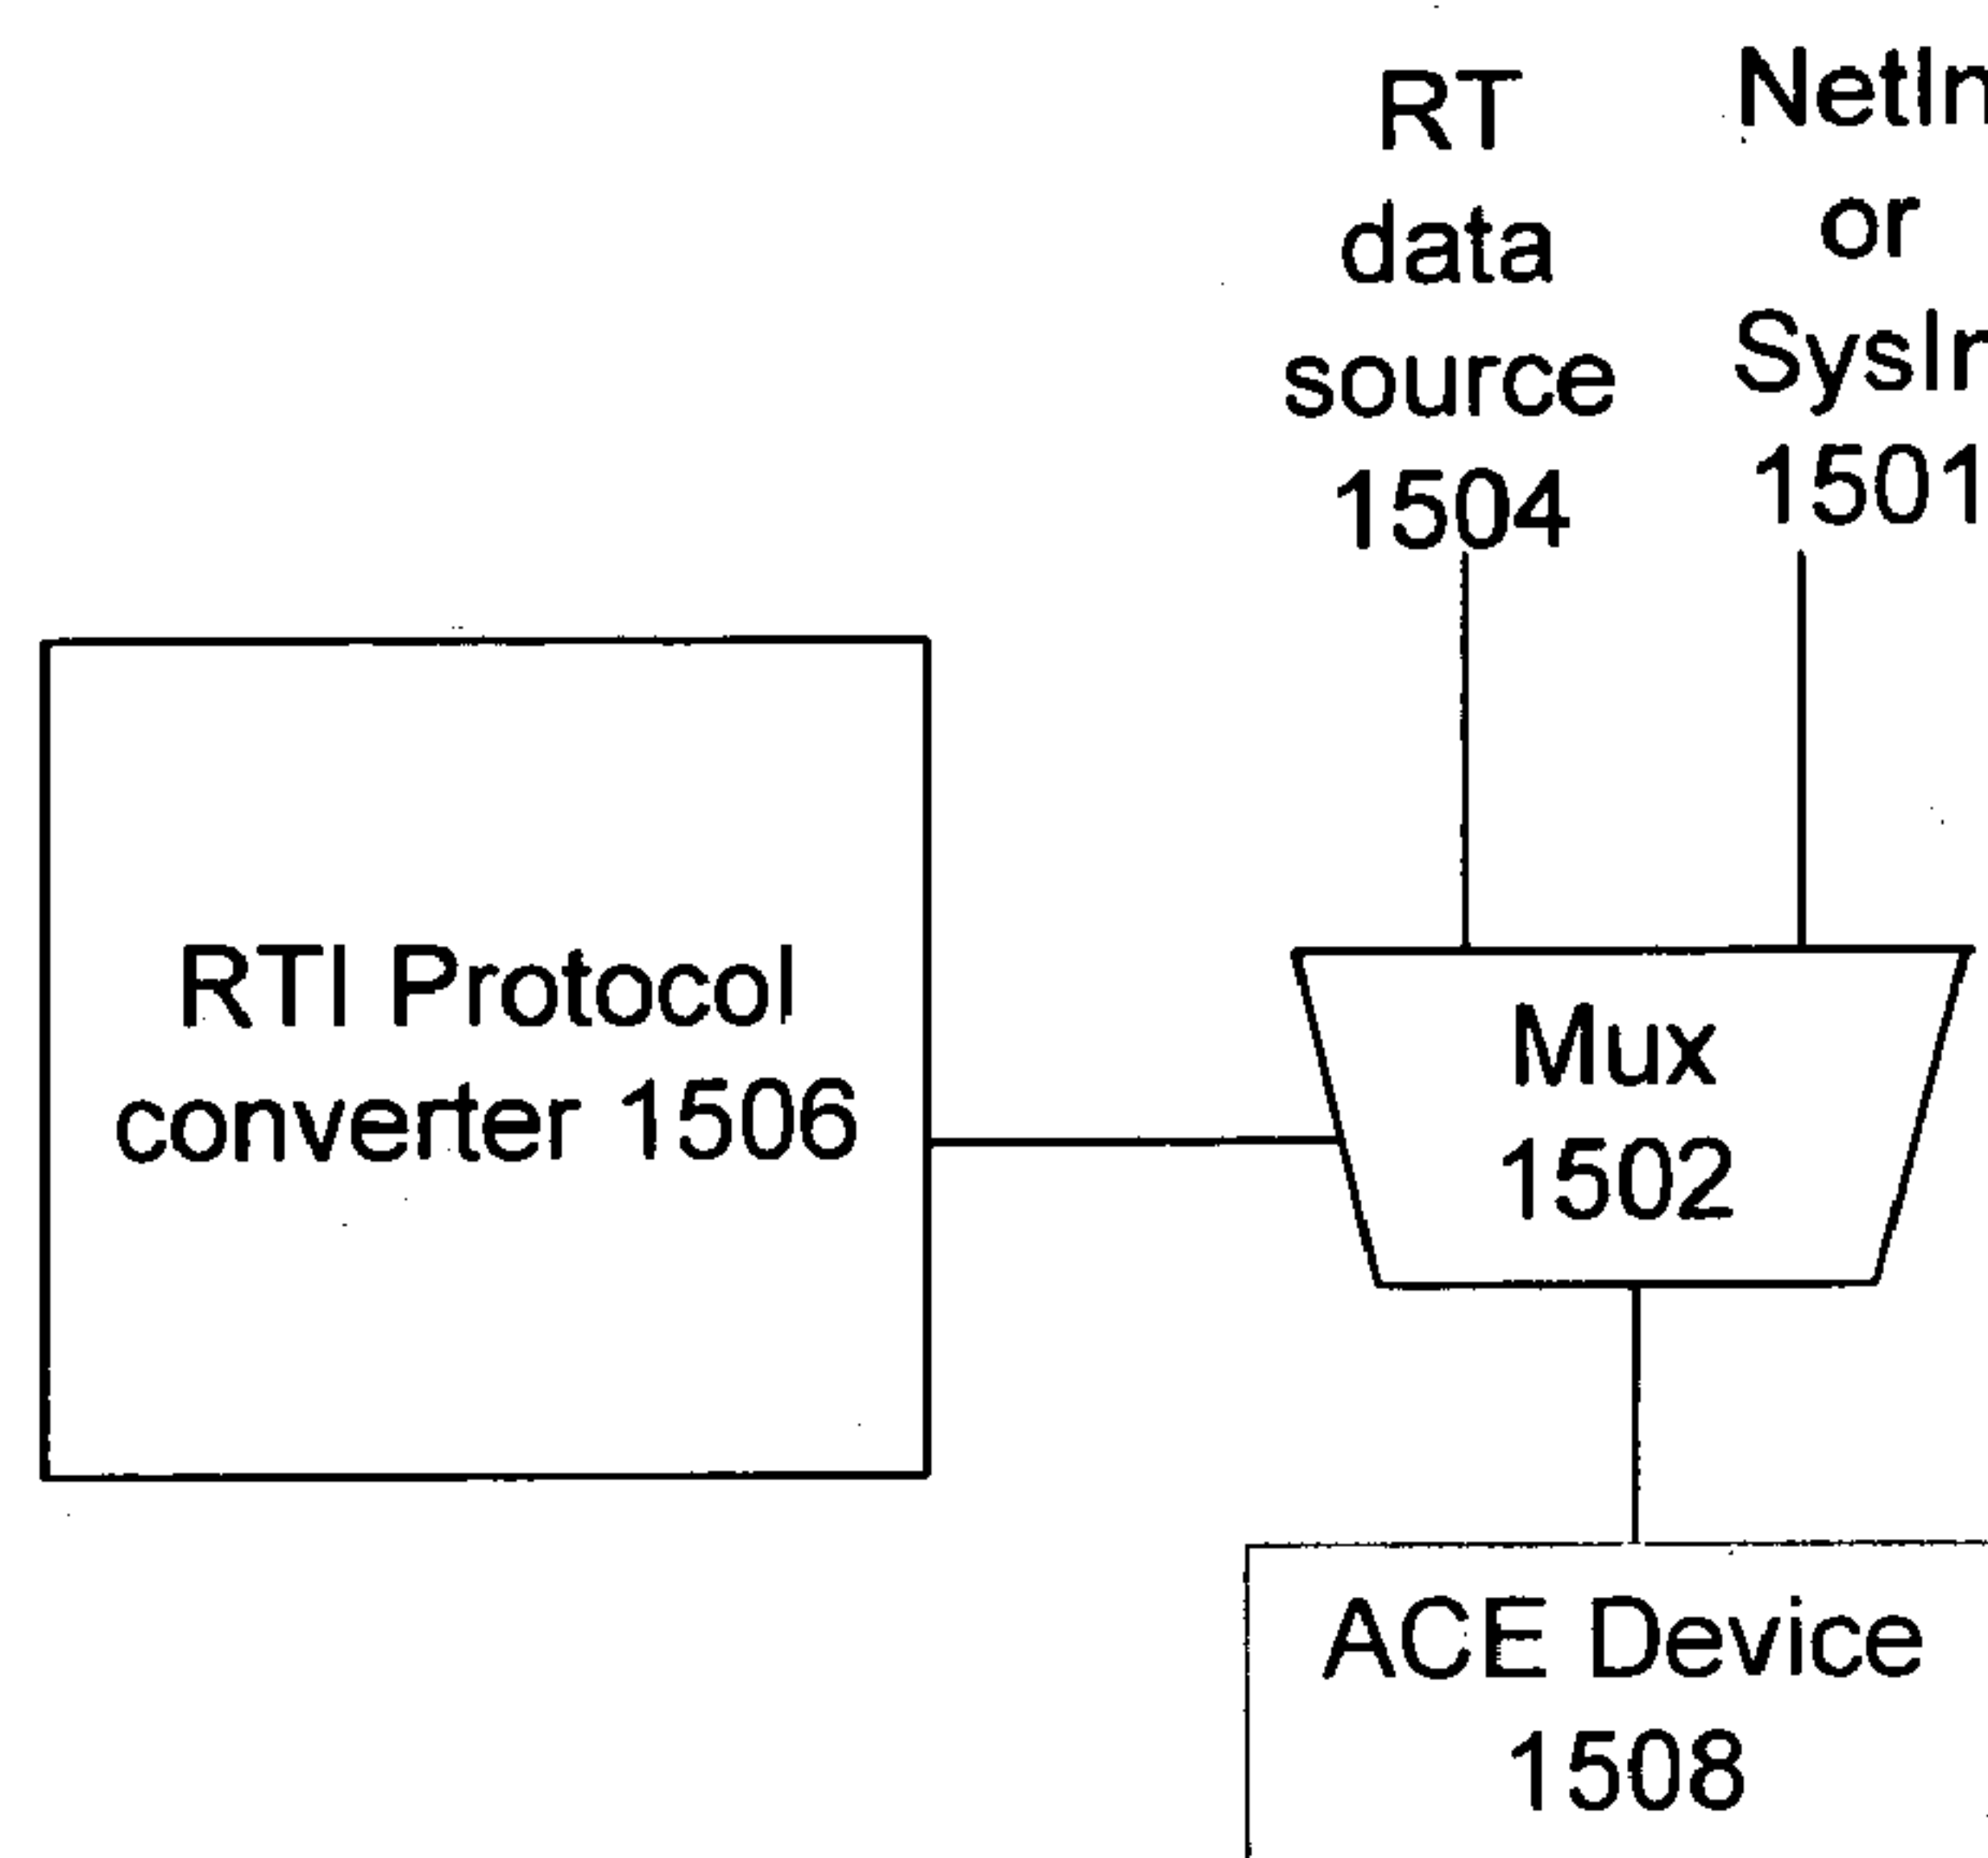 RT
data
source
1504
NetIn
or
SysIn
1501
RTI Protocol
converter 1506
Mux
1502
ACE Device
1508